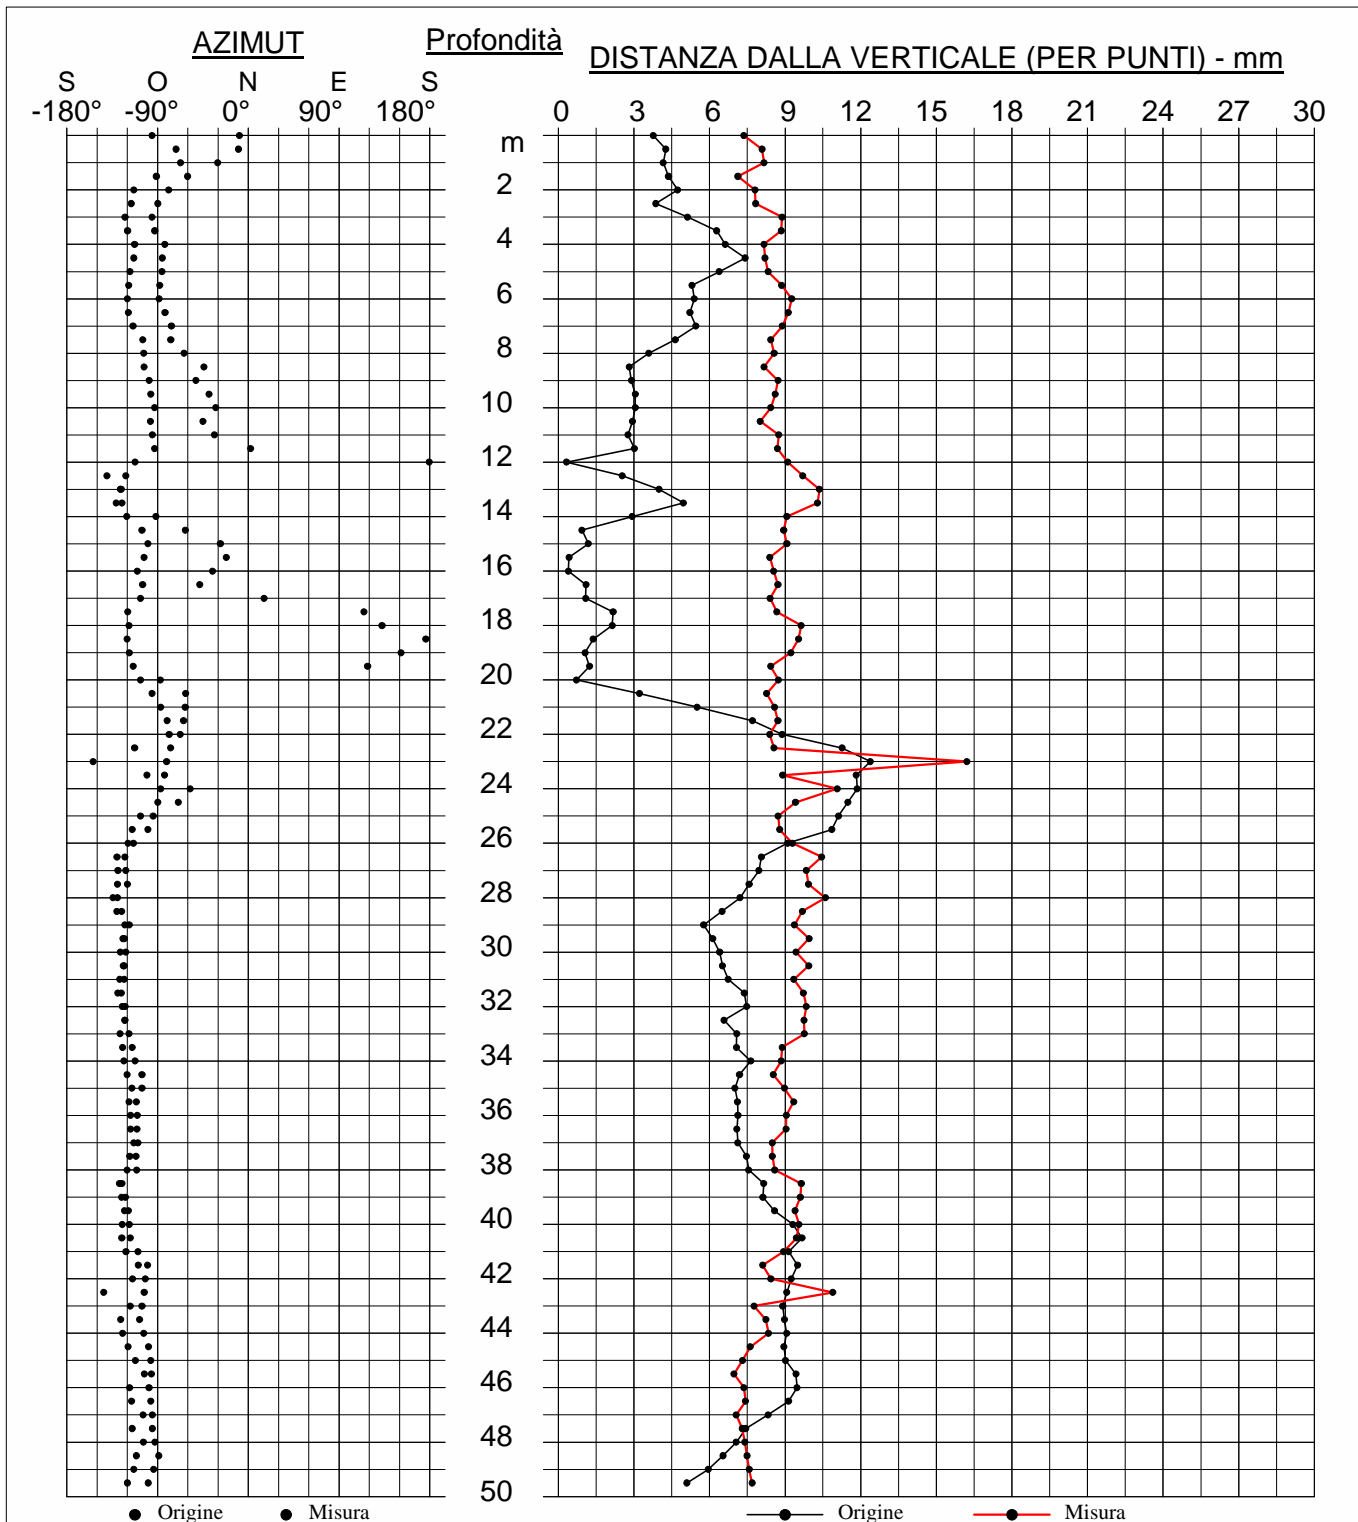 AZIMUT
Profondità
DISTANZA DALLA VERTICALE (PER PUNTI) - mm
S O N E S
-180° -90° 0° 90° 180°
0 3 6 9 12 15 18 21 24 27 30
m
2
4
6
8
10
12
14
16
18
20
22
24
26
28
30
32
34
36
38
40
42
44
46
48
50
Origine Misura
Origine Misura